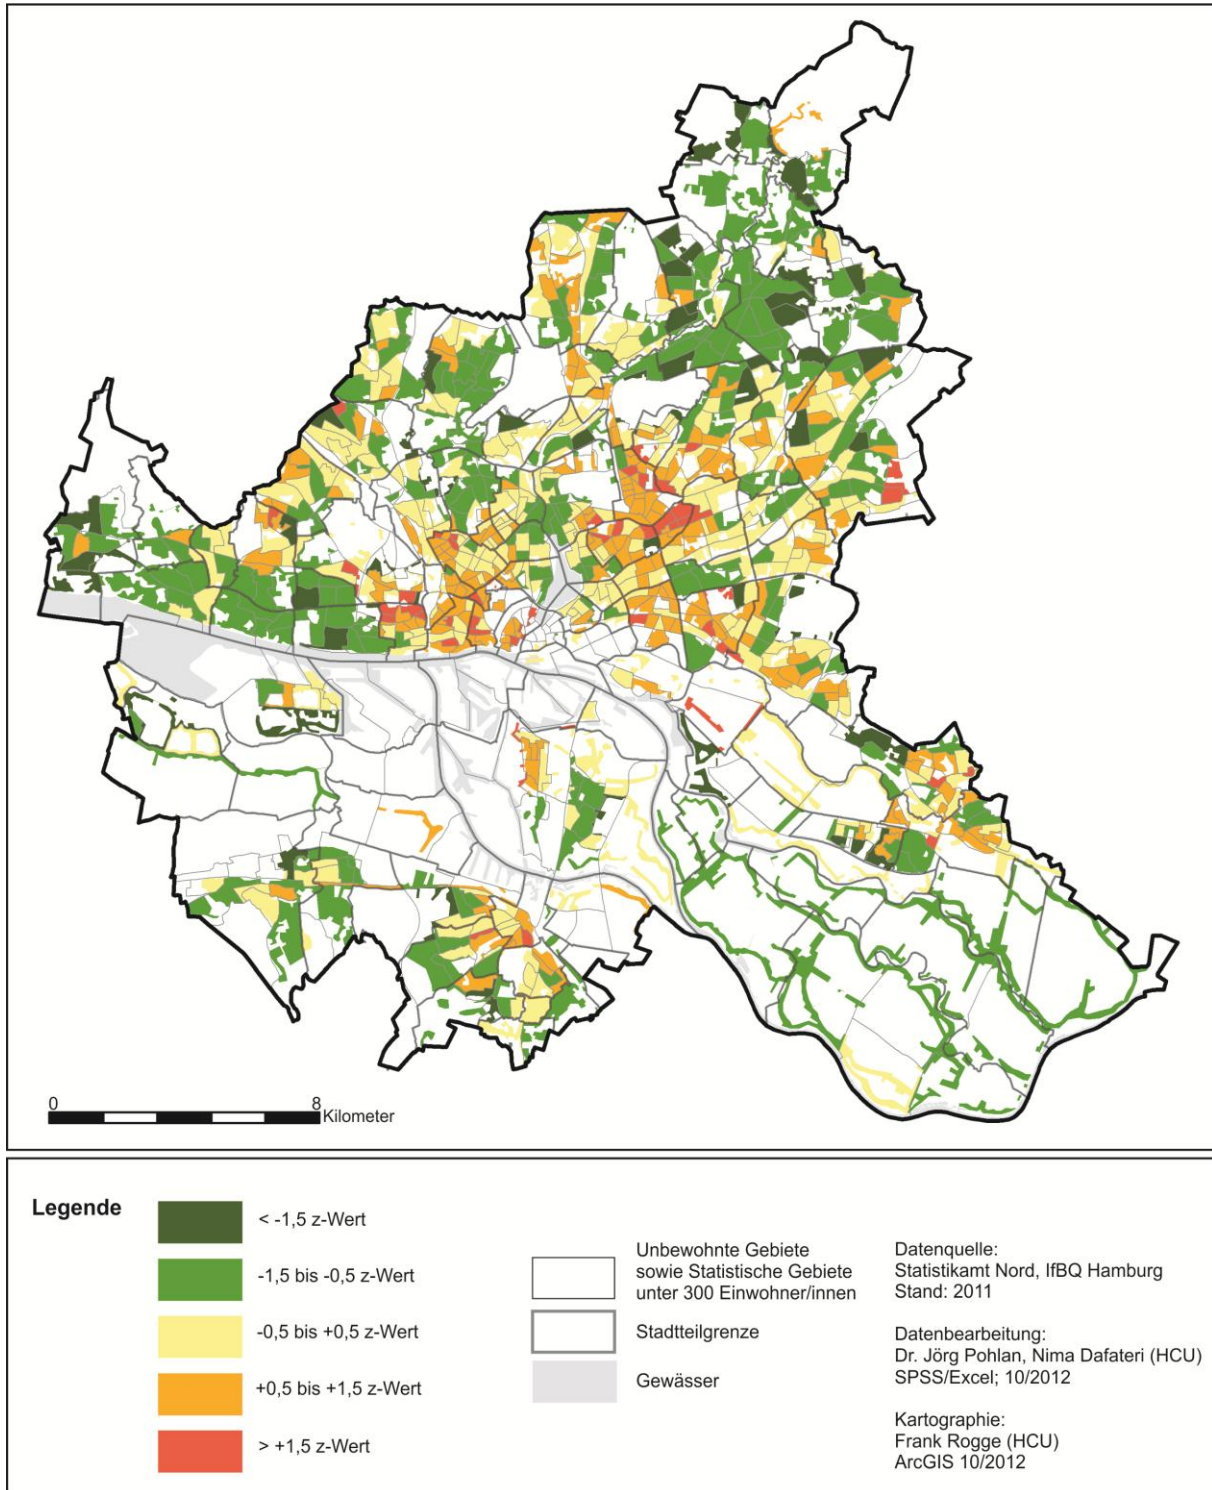 0 8
Kilometer
Legende
< -1,5 z-Wert
-1,5 bis -0,5 z-Wert
-0,5 bis +0,5 z-Wert
+0,5 bis +1,5 z-Wert
> +1,5 z-Wert
Unbewohnte Gebiete
sowie Statistische Gebiete
unter 300 Einwohner/innen
Stadtteilgrenze
Gewässer
Datenquelle:
Statistikamt Nord, IfBQ Hamburg
Stand: 2011
Datenbearbeitung:
Dr. Jörg Pohlan, Nima Dafateri (HCU)
SPSS/Excel; 10/2012
Kartographie:
Frank Rogge (HCU)
ArcGIS 10/2012